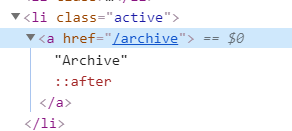 <li class="active">
<a href="/archive"> == $0
"Archive"
::after
</a>
</li>